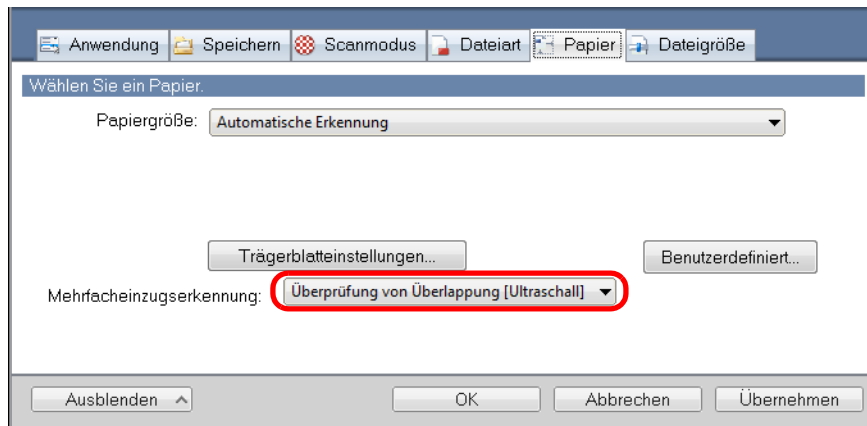 Anwendung Speichern Scanmodus Dateiart Papier Dateigröße
Wählen Sie ein Papier.
Papiergröße: Automatische Erkennung
Trägerblatteinstellungen... Benutzerdefiniert...
Mehrfacheinzugserkennung: Überprüfung von Überlappung [Ultraschall]
Ausblenden OK Abbrechen Übernehmen